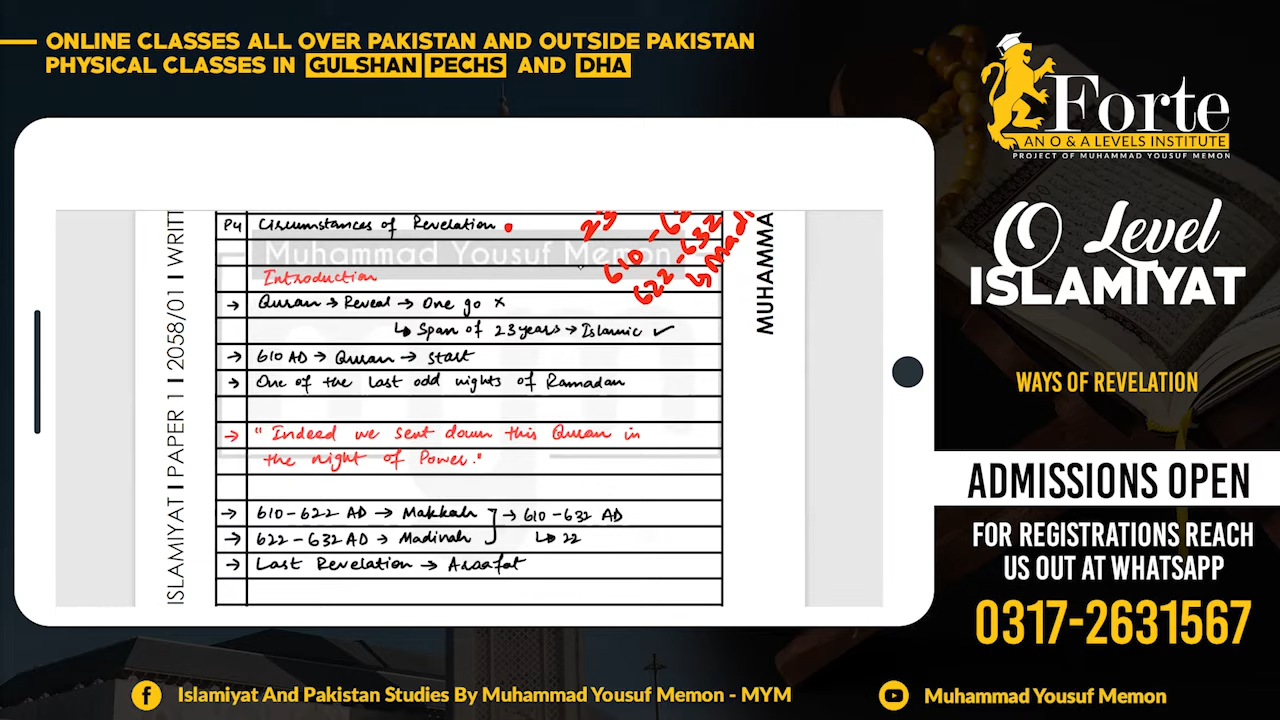 ONLINE CLASSES ALL OVER PAKISTAN AND OUTSIDE PAKISTAN
PHYSICAL CLASSES IN GULSHAN PECHS AND DHA
Forte
AN O & A LEVELS INSTITUTE
PROJECT OF MUHAMMAD YOUSUF MEMON
O Level
ISLAMIYAT
WAYS OF REVELATION
ADMISSIONS OPEN
FOR REGISTRATIONS REACH
US OUT AT WHATSAPP
0317-2631567
ISLAMIYAT I PAPER 1 I 2058/01 I WRITT
MUHAMMA
P4 Circumstances of Revelation
23
610 - 62
622 - 632
↳ Madi
Muhammad Yousuf Memon
Introduction
→ Quran → Reveal → One go ×
↳ Span of 23 years → Islamic ✓
→ 610 AD → Quran → start
→ One of the last odd nights of Ramadan
→ " Indeed we sent down this Quran in
the night of Power."
→ 610-622 AD → Makkah ] → 610-632 AD
→ 622-632 AD → Madinah ↳ 22
→ Last Revelation → Araafat
Islamiyat And Pakistan Studies By Muhammad Yousuf Memon - MYM
Muhammad Yousuf Memon